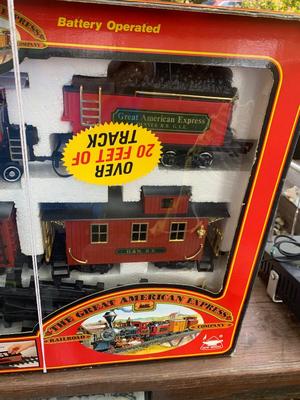 Battery Operated
Great American Express
OVER
20 FEET OF
TRACK
THE GREAT AMERICAN EXPRESS
RAILROAD
COMPANY